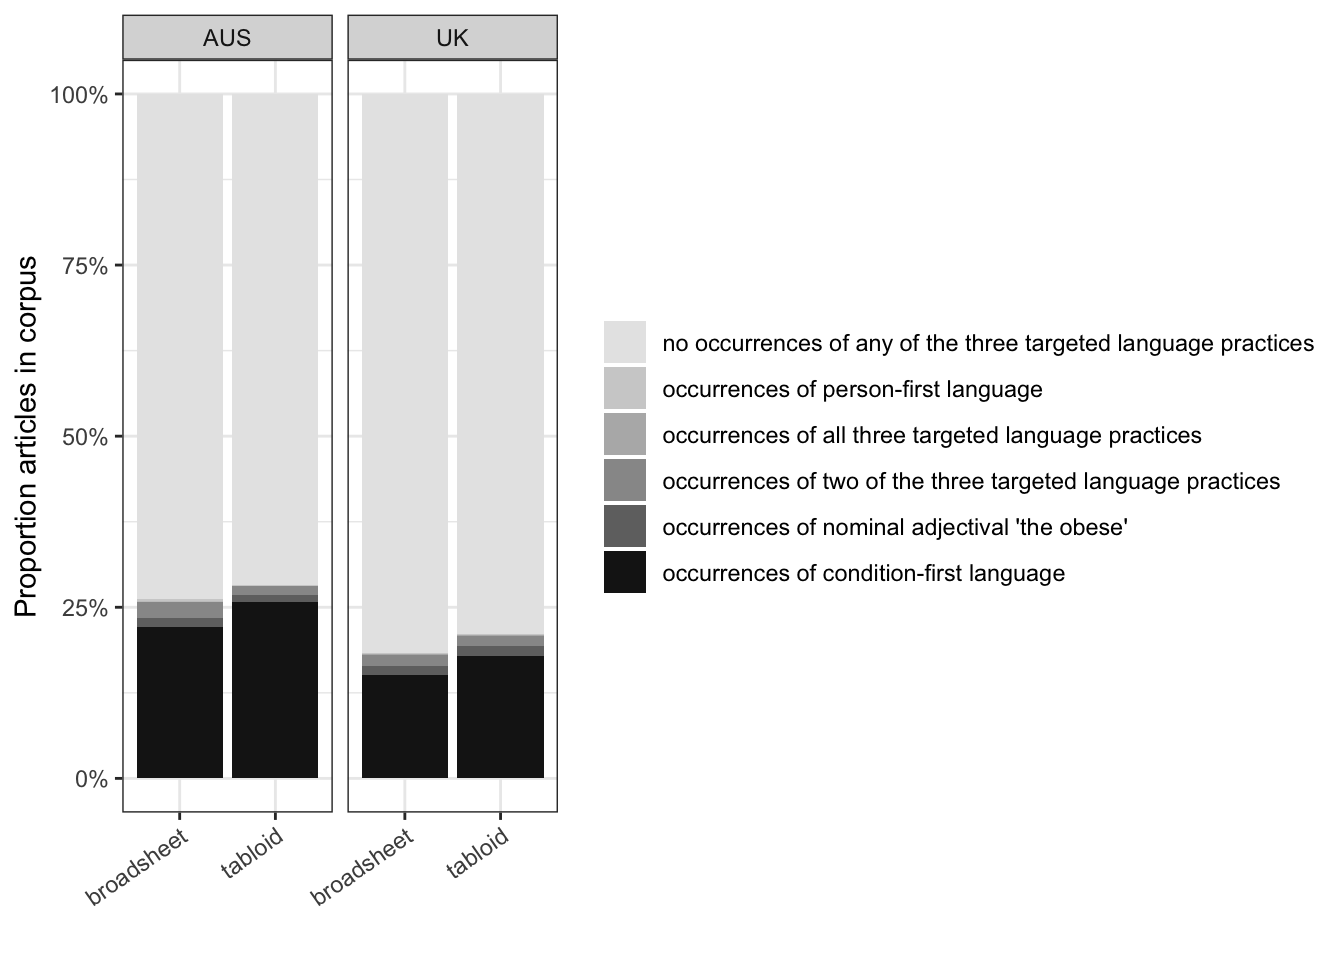 AUS
UK
100%
75%
50%
25%
0%
Proportion articles in corpus
broadsheet
tabloid
broadsheet
tabloid
no occurrences of any of the three targeted language practices
occurrences of person-first language
occurrences of all three targeted language practices
occurrences of two of the three targeted language practices
occurrences of nominal adjectival 'the obese'
occurrences of condition-first language